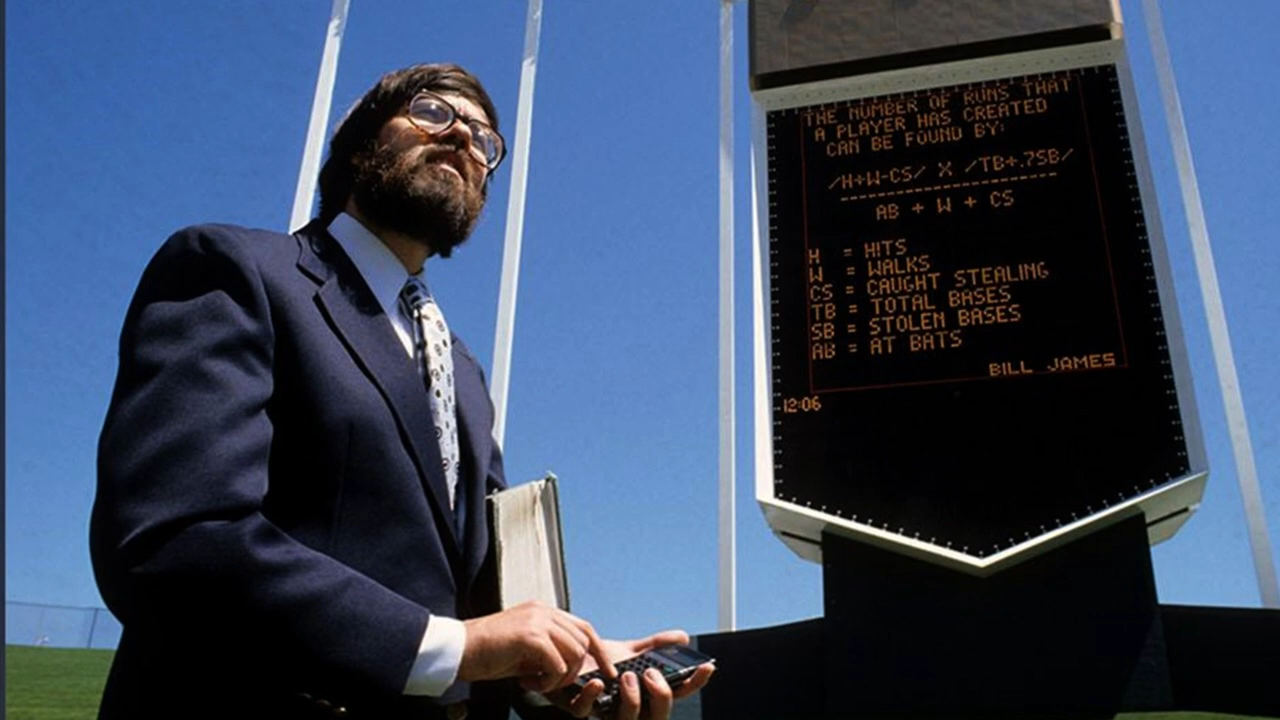 THE NUMBER OF RUNS THAT
A PLAYER HAS CREATED
CAN BE FOUND BY:
/H+W-CS/ X /TB+.7SB/
--------------------
AB + W + CS
H = HITS
W = WALKS
CS = CAUGHT STEALING
TB = TOTAL BASES
SB = STOLEN BASES
AB = AT BATS
BILL JAMES
12:06